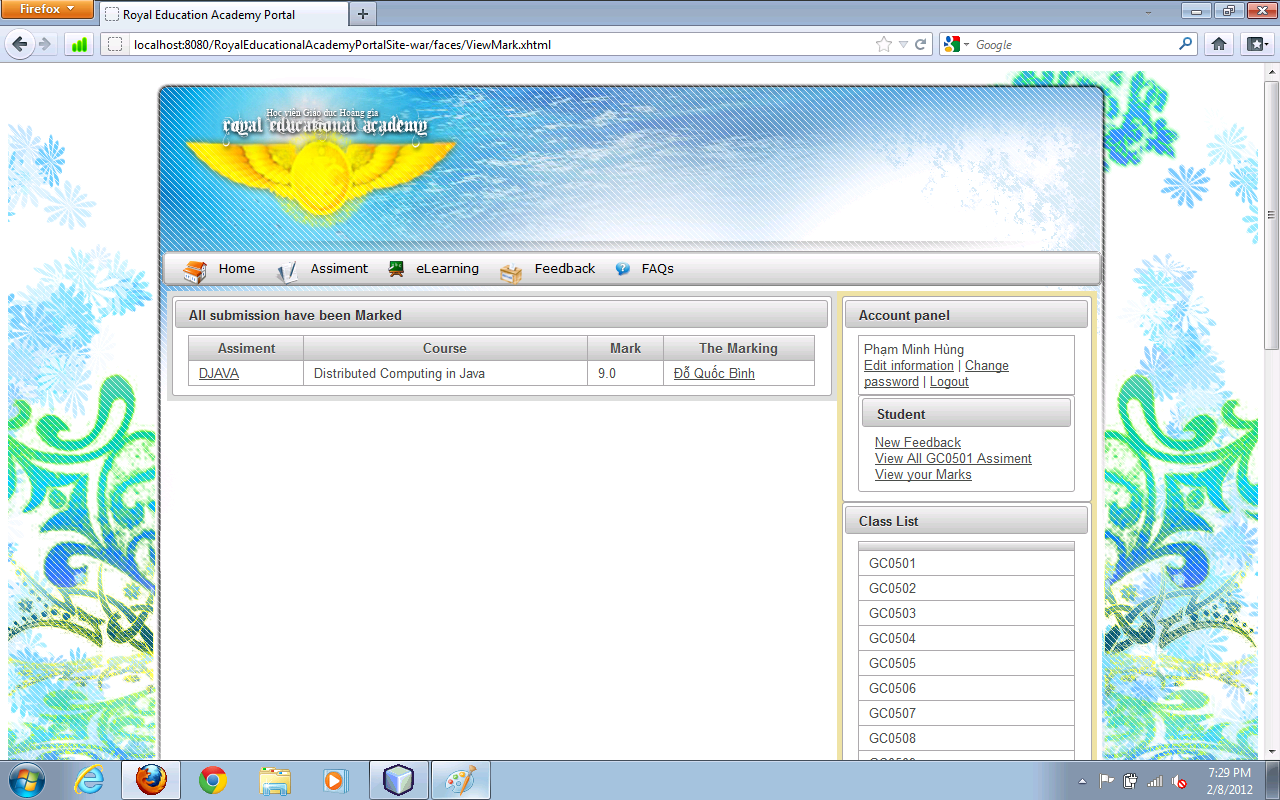 Firefox
Royal Education Academy Portal
localhost:8080/RoyalEducationalAcademyPortalSite-war/faces/ViewMark.xhtml
Google
Học viện Giáo dục Hoàng gia
royal educational academy
Home Assiment eLearning Feedback FAQs
All submission have been Marked
Assiment Course Mark The Marking
DJAVA Distributed Computing in Java 9.0 Đỗ Quốc Bình
Account panel
Phạm Minh Hùng
Edit information | Change
password | Logout
Student
New Feedback
View All GC0501 Assiment
View your Marks
Class List
GC0501
GC0502
GC0503
GC0504
GC0505
GC0506
GC0507
GC0508
7:29 PM
2/8/2012